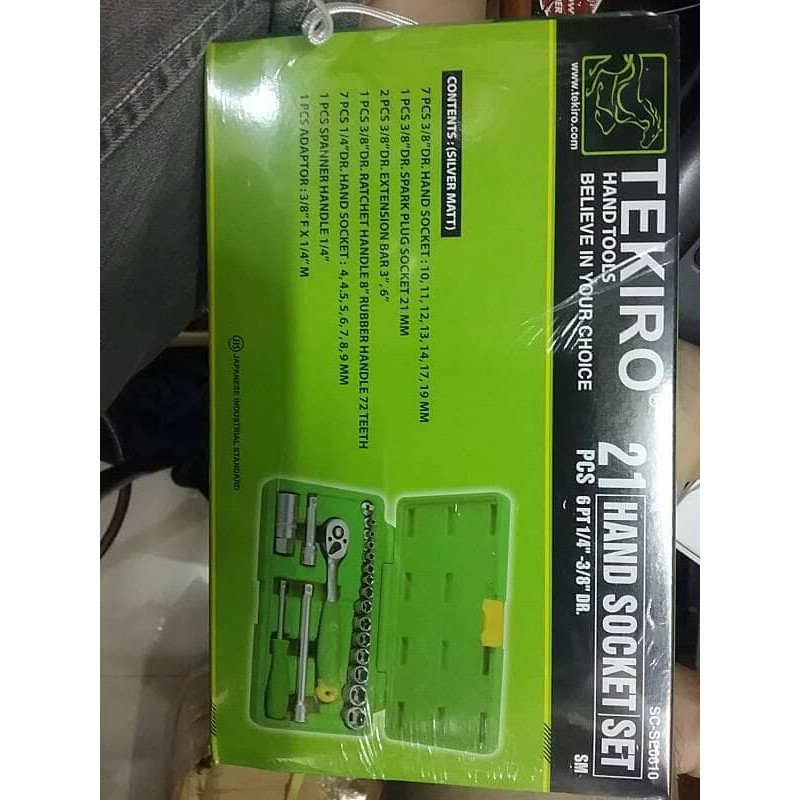 www.tekiro.com
TEKIRO®
HAND TOOLS
BELIEVE IN YOUR CHOICE
21 HAND SOCKET SET
PCS 6 PT 1/4" -3/8" DR.
SC-SE0610
SM
CONTENTS : (SILVER MATT)
7 PCS 3/8"DR. HAND SOCKET : 10, 11, 12, 13, 14, 17, 19 MM
1 PCS 3/8"DR. SPARK PLUG SOCKET 21 MM
2 PCS 3/8"DR. EXTENSION BAR 3", 6"
1 PCS 3/8"DR. RATCHET HANDLE 8" RUBBER HANDLE 72 TEETH
7 PCS 1/4"DR. HAND SOCKET : 4, 4.5, 5, 6, 7, 8, 9 MM
1 PCS SPANNER HANDLE 1/4"
1 PCS ADAPTOR : 3/8" F X 1/4" M
JIS JAPANESE INDUSTRIAL STANDARD